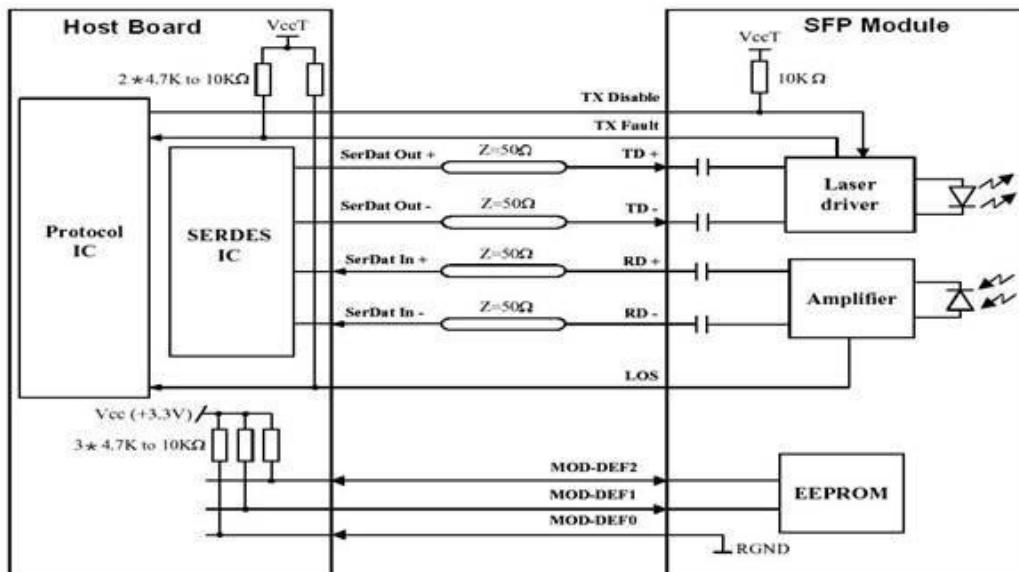 Host Board
SFP Module
VccT
VccT
2*4.7K to 10KΩ
10K Ω
TX Disable
TX Fault
SerDat Out +
Z=50Ω
TD +
Laser driver
SerDat Out -
Z=50Ω
TD -
Protocol IC
SERDES IC
SerDat In +
Z=50Ω
RD +
Amplifier
SerDat In -
Z=50Ω
RD -
LOS
Vcc (+3.3V)
3*4.7K to 10KΩ
MOD-DEF2
MOD-DEF1
EEPROM
MOD-DEF0
RGND